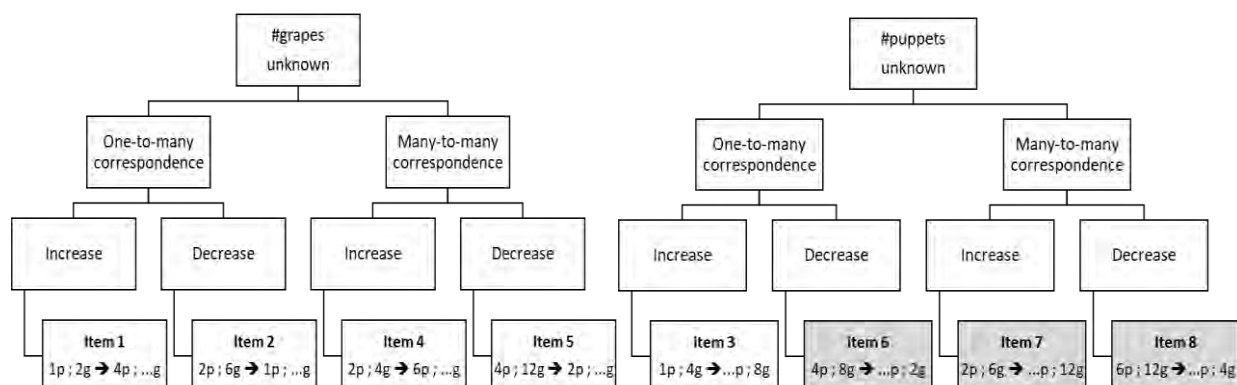 #grapes
unknown
#puppets
unknown
One-to-many
correspondence
Many-to-many
correspondence
One-to-many
correspondence
Many-to-many
correspondence
Increase
Decrease
Increase
Decrease
Increase
Decrease
Increase
Decrease
Item 1
1p ; 2g ➔ 4p ; ...g
Item 2
2p ; 6g ➔ 1p ; ...g
Item 4
2p ; 4g ➔ 6p ; ...g
Item 5
4p ; 12g ➔ 2p ; ...g
Item 3
1p ; 4g ➔ ...p ; 8g
Item 6
4p ; 8g ➔ ...p ; 2g
Item 7
2p ; 6g ➔ ...p ; 12g
Item 8
6p ; 12g ➔ ...p ; 4g